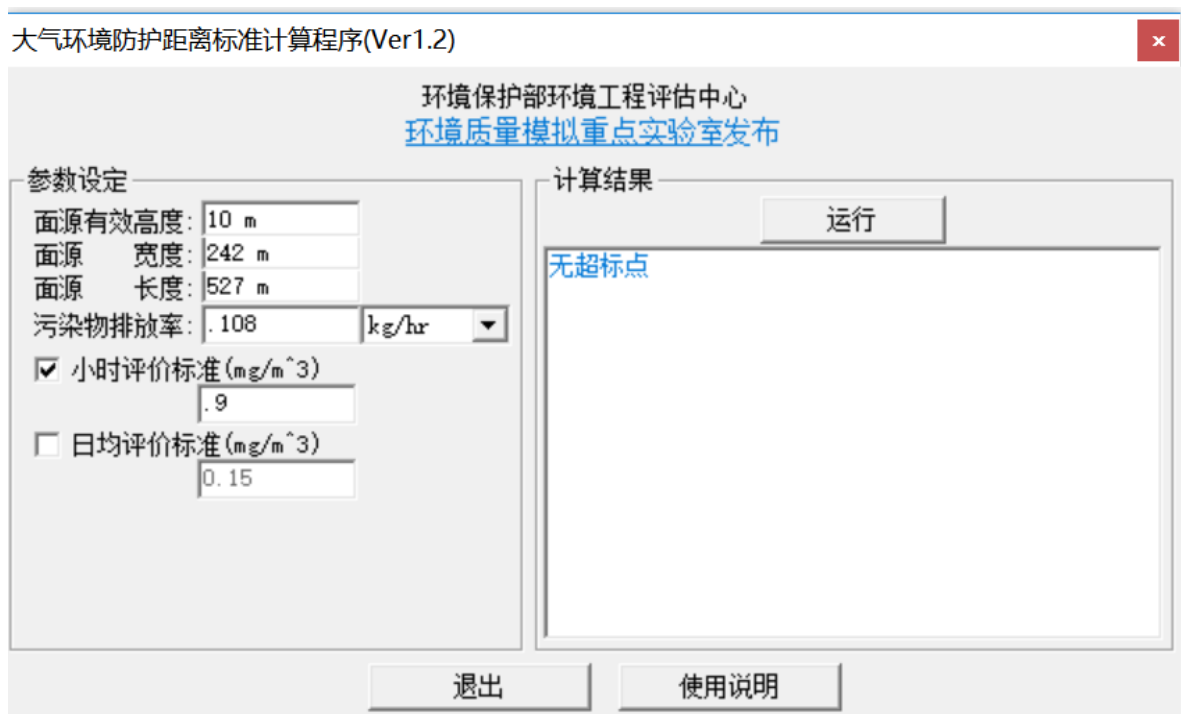 大气环境防护距离标准计算程序(Ver1.2)
x
环境保护部环境工程评估中心
环境质量模拟重点实验室发布
参数设定
面源有效高度: 10 m
面源 宽度: 242 m
面源 长度: 527 m
污染物排放率: .108 kg/hr
小时评价标准(mg/m^3)
.9
日均评价标准(mg/m^3)
0.15
计算结果
运行
无超标点
退出 使用说明